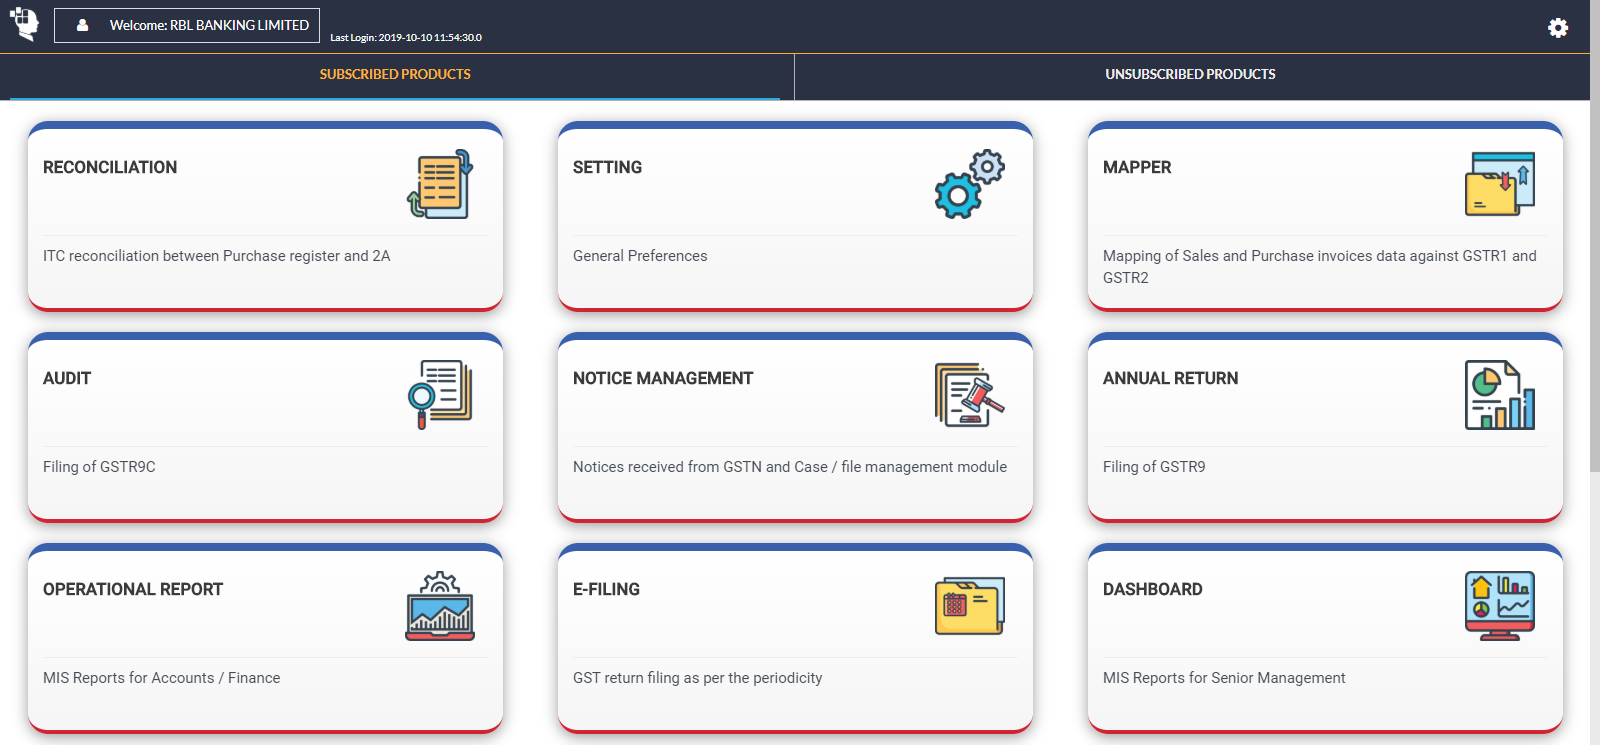 Welcome: RBL BANKING LIMITED
Last Login: 2019-10-10 11:54:30.0
SUBSCRIBED PRODUCTS
UNSUBSCRIBED PRODUCTS
RECONCILIATION
ITC reconciliation between Purchase register and 2A
SETTING
General Preferences
MAPPER
Mapping of Sales and Purchase invoices data against GSTR1 and
GSTR2
AUDIT
Filing of GSTR9C
NOTICE MANAGEMENT
Notices received from GSTN and Case / file management module
ANNUAL RETURN
Filing of GSTR9
OPERATIONAL REPORT
MIS Reports for Accounts / Finance
E-FILING
GST return filing as per the periodicity
DASHBOARD
MIS Reports for Senior Management